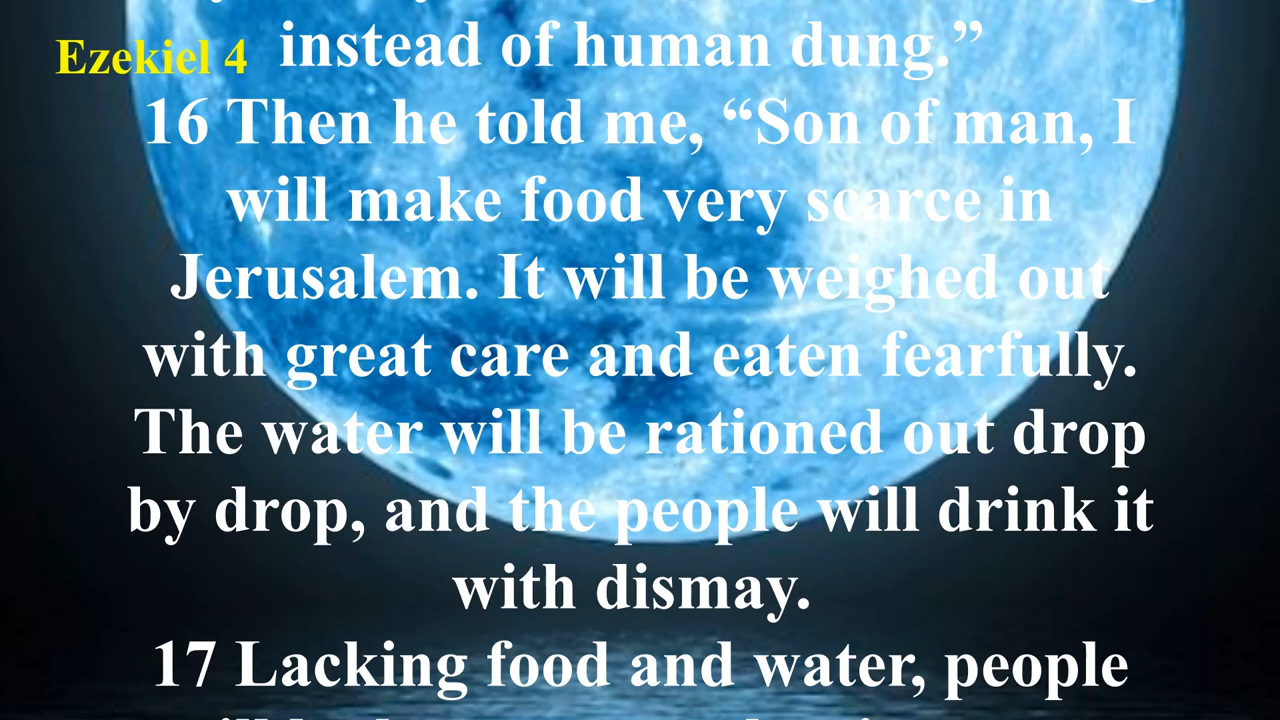 Ezekiel 4
instead of human dung.”
16 Then he told me, “Son of man, I
will make food very scarce in
Jerusalem. It will be weighed out
with great care and eaten fearfully.
The water will be rationed out drop
by drop, and the people will drink it
with dismay.
17 Lacking food and water, people